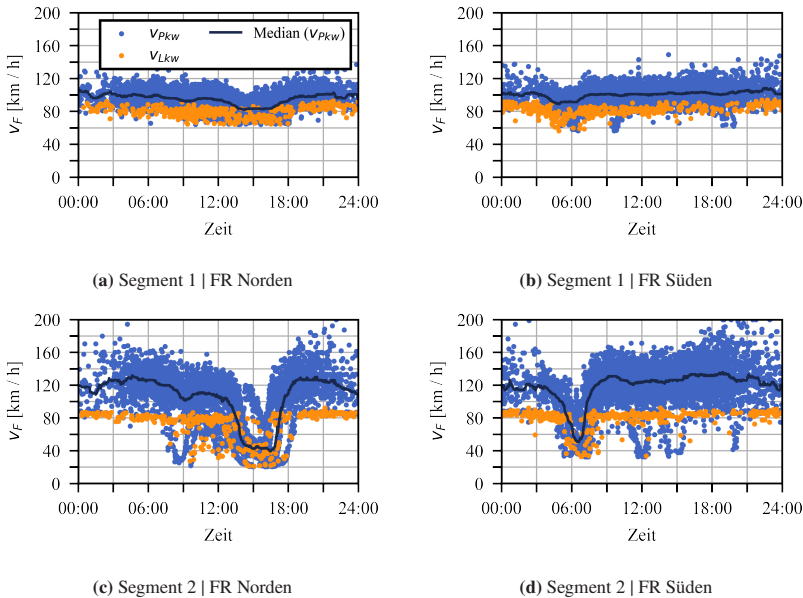 200
160
120
80
40
0
v_F [km / h]
v_Pkw
Median (v_Pkw)
v_Lkw
00:00 06:00 12:00 18:00 24:00
Zeit
(a) Segment 1 | FR Norden
200
160
120
80
40
0
v_F [km / h]
00:00 06:00 12:00 18:00 24:00
Zeit
(b) Segment 1 | FR Süden
200
160
120
80
40
0
v_F [km / h]
00:00 06:00 12:00 18:00 24:00
Zeit
(c) Segment 2 | FR Norden
200
160
120
80
40
0
v_F [km / h]
00:00 06:00 12:00 18:00 24:00
Zeit
(d) Segment 2 | FR Süden